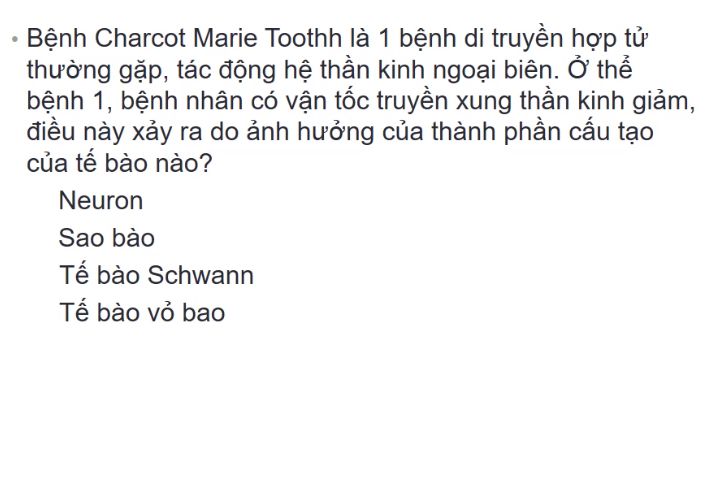 • Bệnh Charcot Marie Toothh là 1 bệnh di truyền hợp tử
thường gặp, tác động hệ thần kinh ngoại biên. Ở thể
bệnh 1, bệnh nhân có vận tốc truyền xung thần kinh giảm,
điều này xảy ra do ảnh hưởng của thành phần cấu tạo
của tế bào nào?
Neuron
Sao bào
Tế bào Schwann
Tế bào vỏ bao